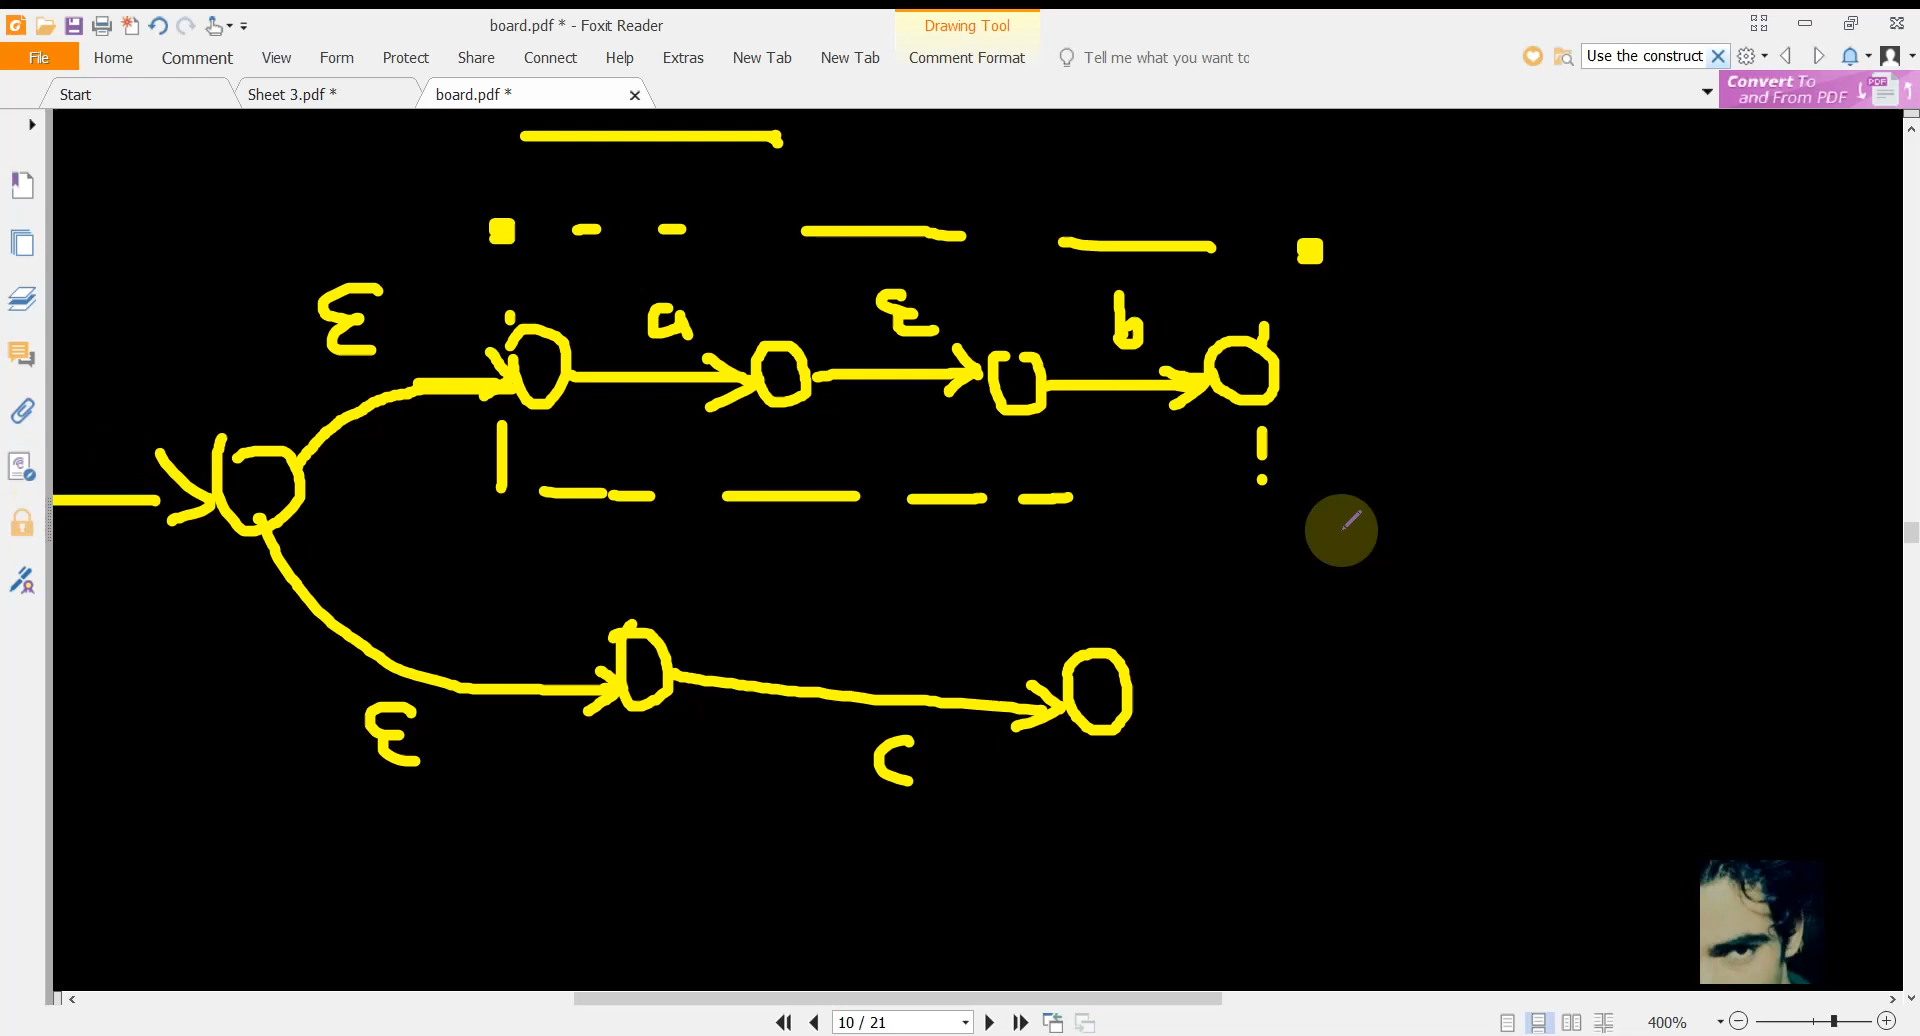 board.pdf * - Foxit Reader
Drawing Tool
File Home Comment View Form Protect Share Connect Help Extras New Tab New Tab Comment Format Tell me what you want to Use the construct
Start Sheet 3.pdf * board.pdf *
Convert To
and From PDF
PDF
ε a ε b
ε c
10 / 21
400%